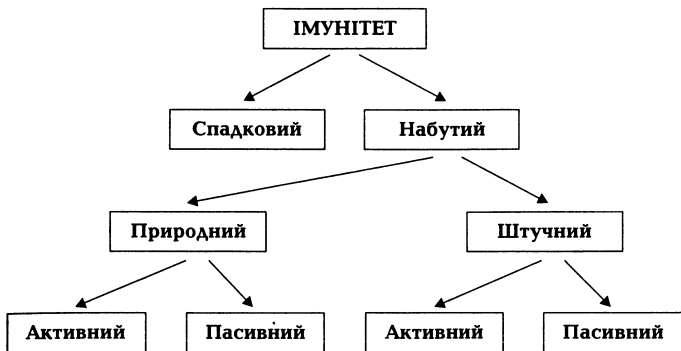 ІМУНІТЕТ
Спадковий Набутий
Природний Штучний
Активний Пасивний Активний Пасивний